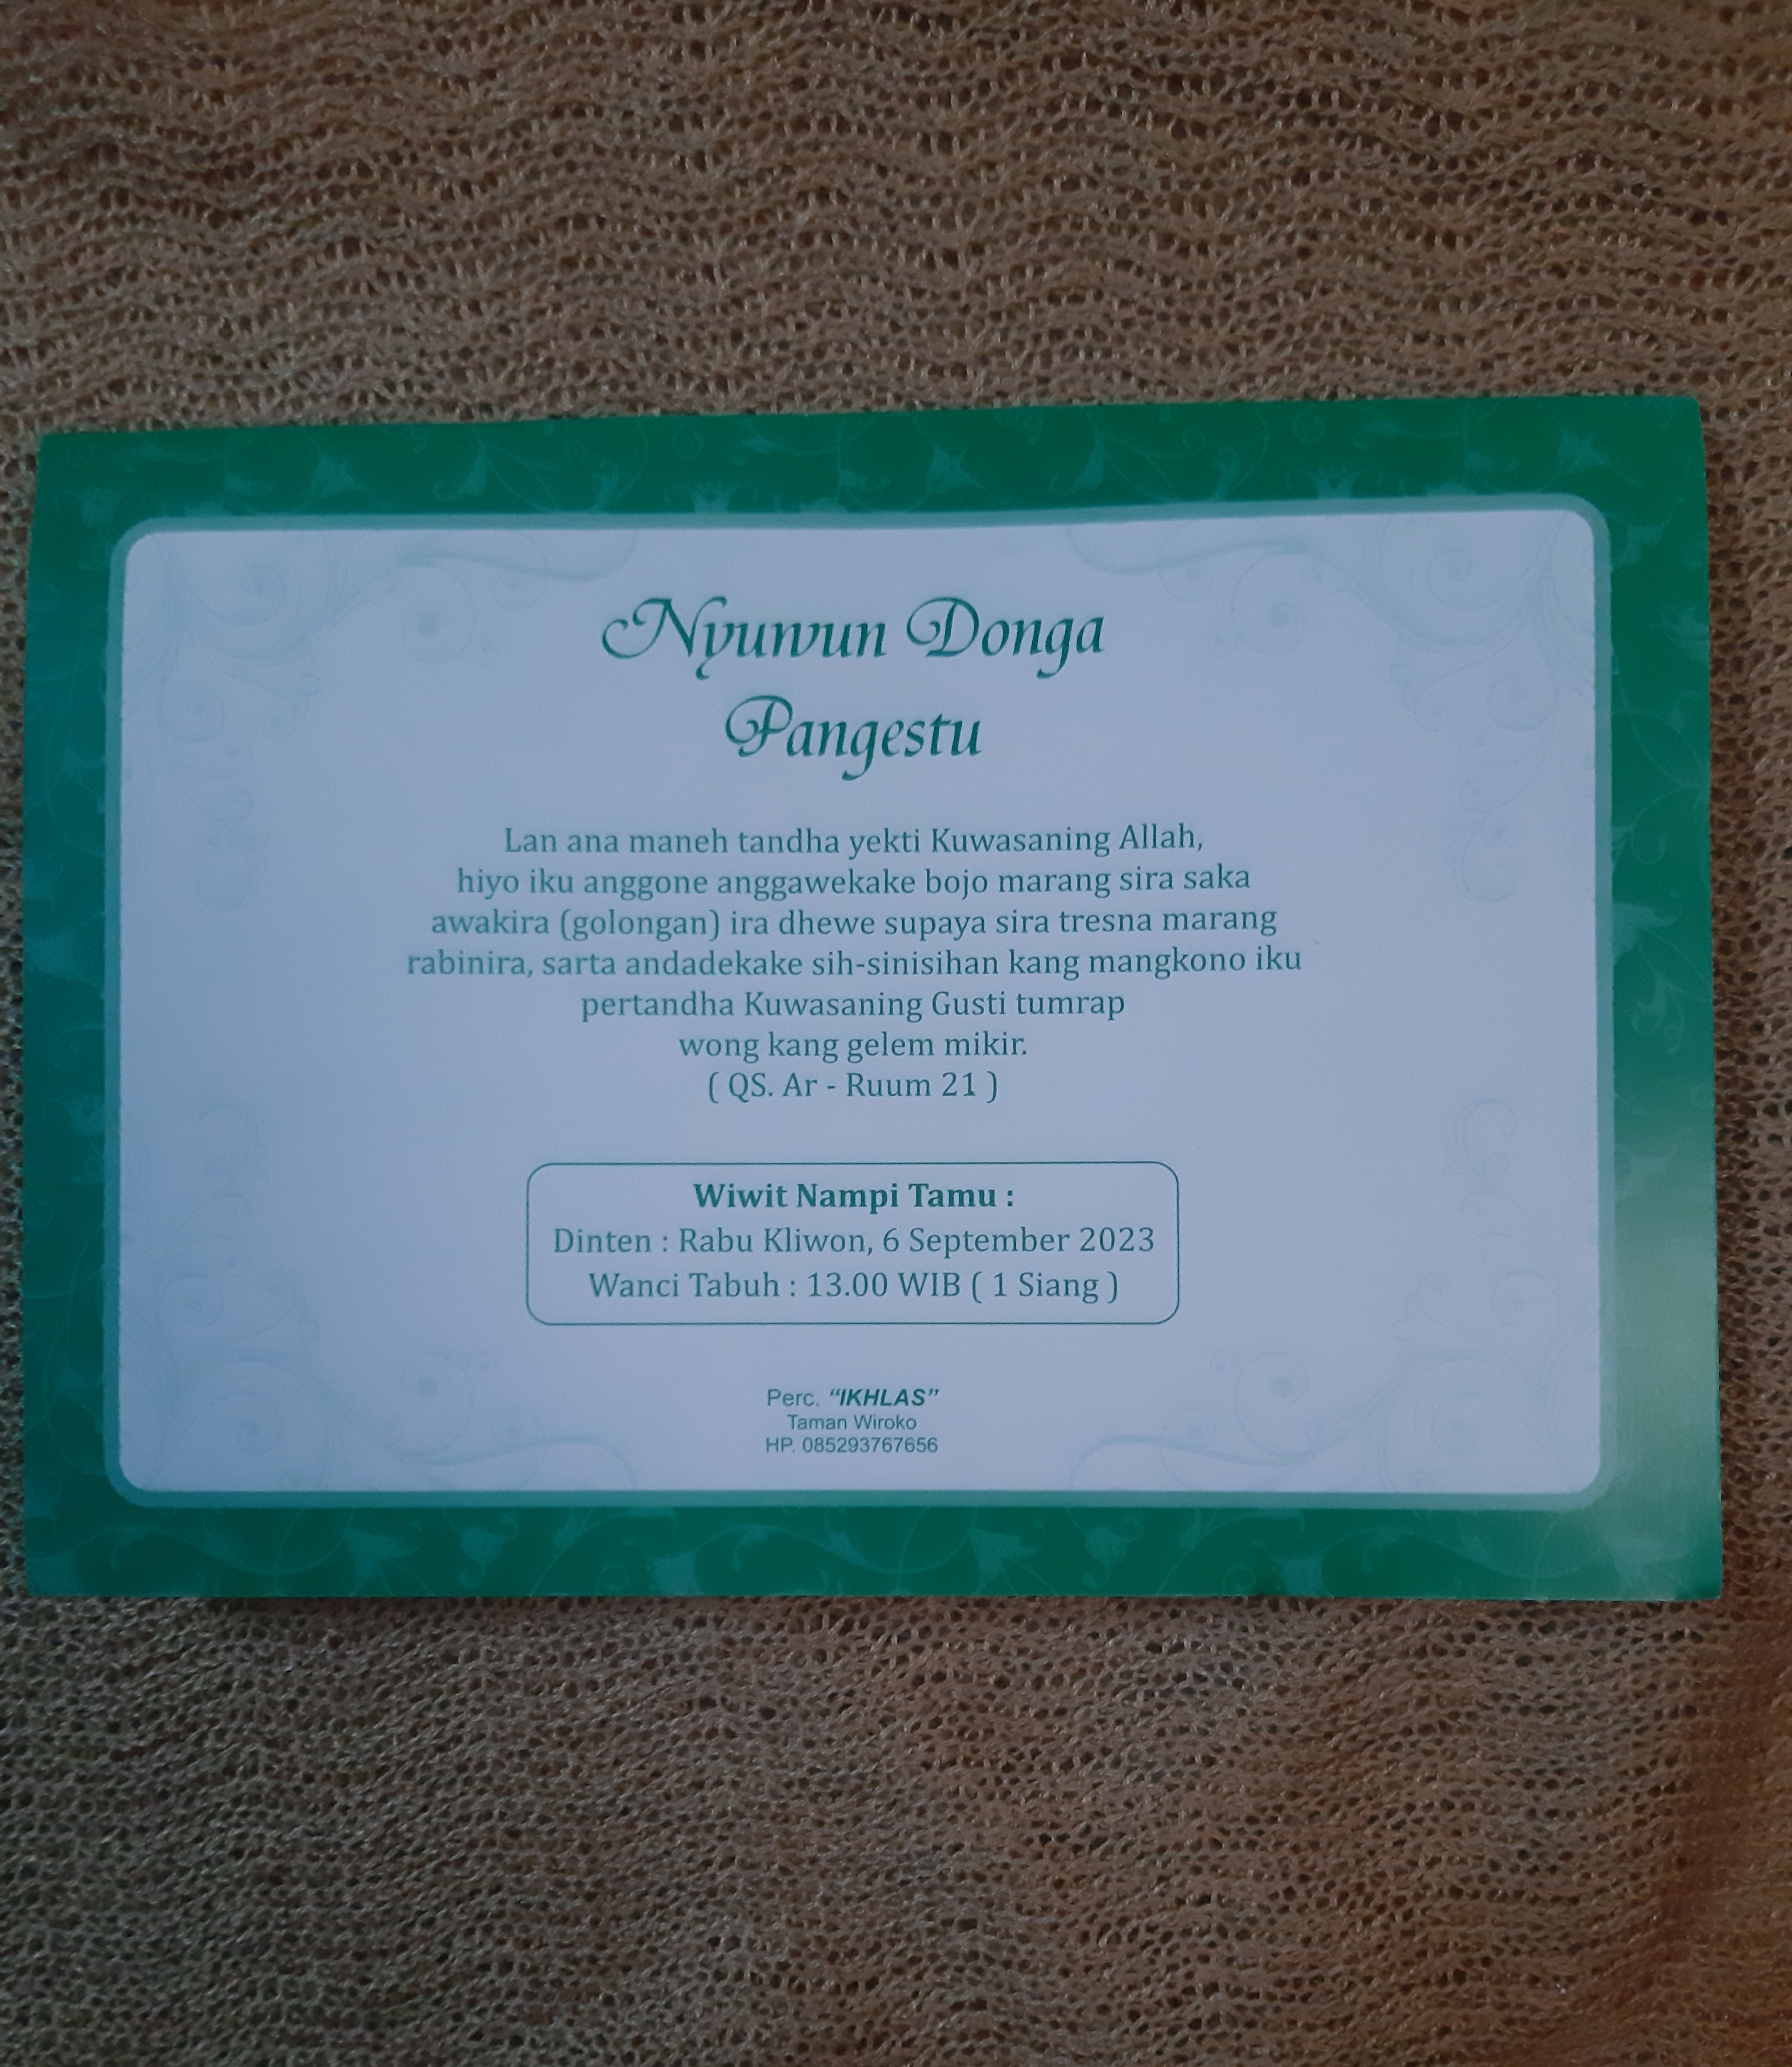 Nyuwun Donga
Pangestu
Lan ana maneh tandha yekti Kuwasaning Allah,
hiyo iku anggone anggawekake bojo marang sira saka
awakira (golongan) ira dhewe supaya sira tresna marang
rabinira, sarta andadekake sih-sinisihan kang mangkono iku
pertandha Kuwasaning Gusti tumrap
wong kang gelem mikir.
( QS. Ar - Ruum 21 )
Wiwit Nampi Tamu :
Dinten : Rabu Kliwon, 6 September 2023
Wanci Tabuh : 13.00 WIB ( 1 Siang )
Perc. “IKHLAS”
Taman Wiroko
HP. 085293767656